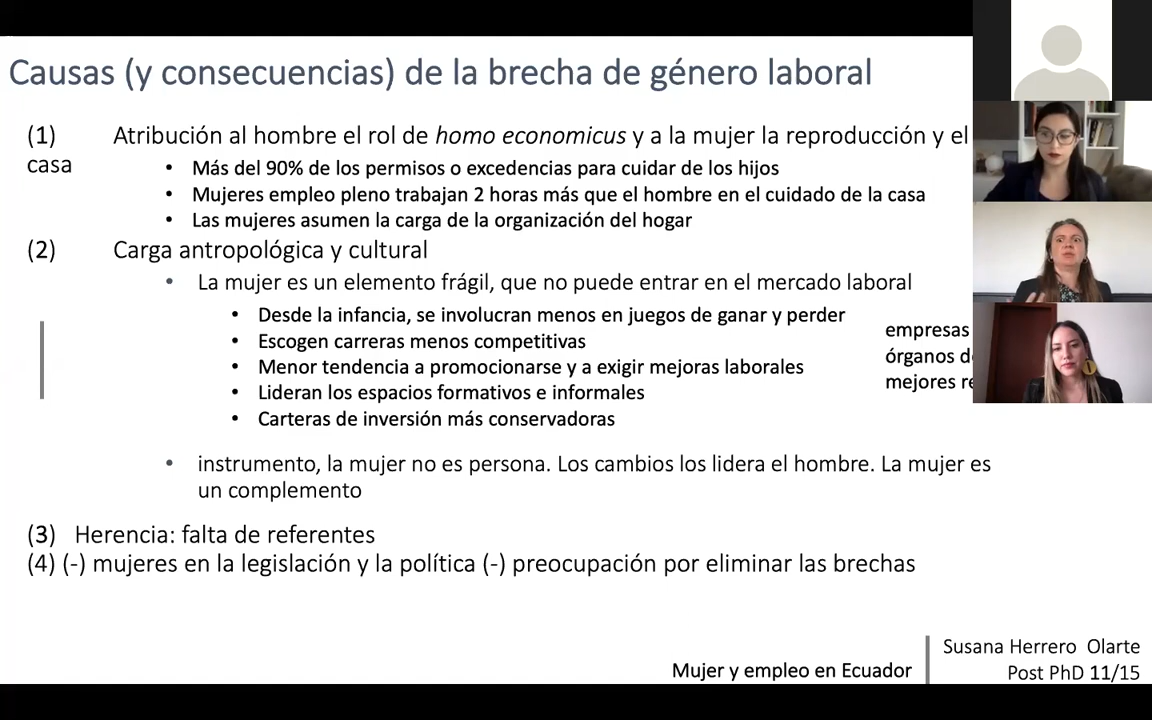 Causas (y consecuencias) de la brecha de género laboral
(1) Atribución al hombre el rol de homo economicus y a la mujer la reproducción y el
casa
• Más del 90% de los permisos o excedencias para cuidar de los hijos
• Mujeres empleo pleno trabajan 2 horas más que el hombre en el cuidado de la casa
• Las mujeres asumen la carga de la organización del hogar
(2) Carga antropológica y cultural
• La mujer es un elemento frágil, que no puede entrar en el mercado laboral
• Desde la infancia, se involucran menos en juegos de ganar y perder
• Escogen carreras menos competitivas
• Menor tendencia a promocionarse y a exigir mejoras laborales
• Lideran los espacios formativos e informales
• Carteras de inversión más conservadoras
empresas
órganos
mejores
• instrumento, la mujer no es persona. Los cambios los lidera el hombre. La mujer es
un complemento
(3) Herencia: falta de referentes
(4) (-) mujeres en la legislación y la política (-) preocupación por eliminar las brechas
Mujer y empleo en Ecuador
Susana Herrero Olarte
Post PhD 11/15